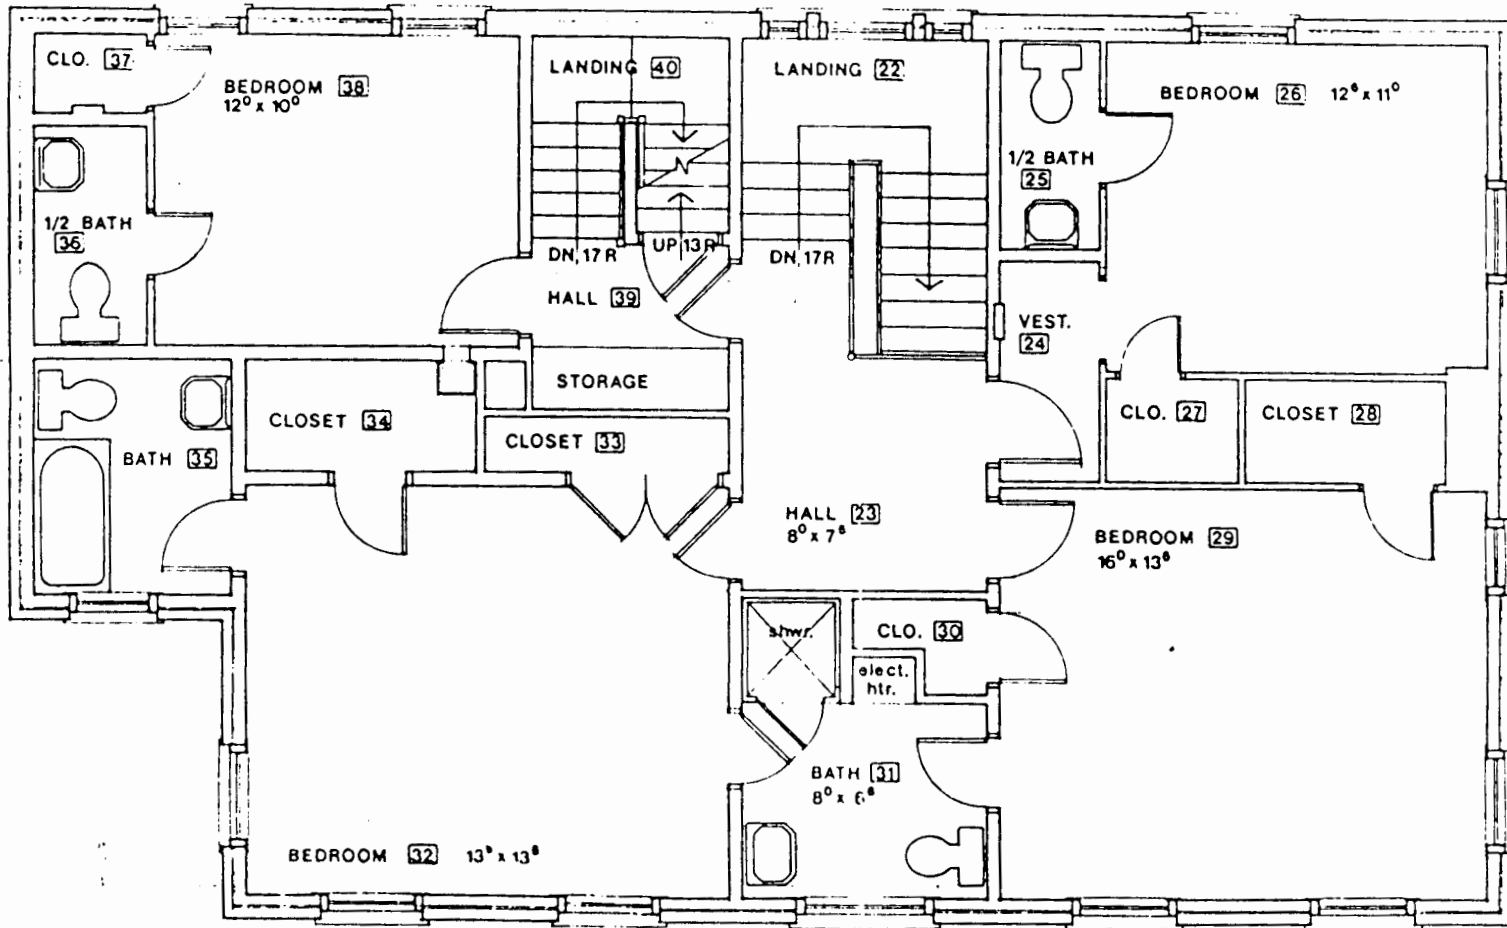 CLO. 37
BEDROOM 38
12⁰ x 10⁰
LANDING 40
LANDING 22
BEDROOM 26 12⁶ x 11⁰
1/2 BATH
25
1/2 BATH
36
DN, 17 R
UP 13 R
DN, 17 R
HALL 39
VEST.
24
STORAGE
CLOSET 34
CLOSET 33
CLO. 27
CLOSET 28
BATH 35
HALL 23
8⁰ x 7⁶
BEDROOM 29
16⁰ x 13⁶
shwr.
CLO. 30
elect.
htr.
BATH 31
8⁰ x 6⁶
BEDROOM 32 13⁶ x 13⁶